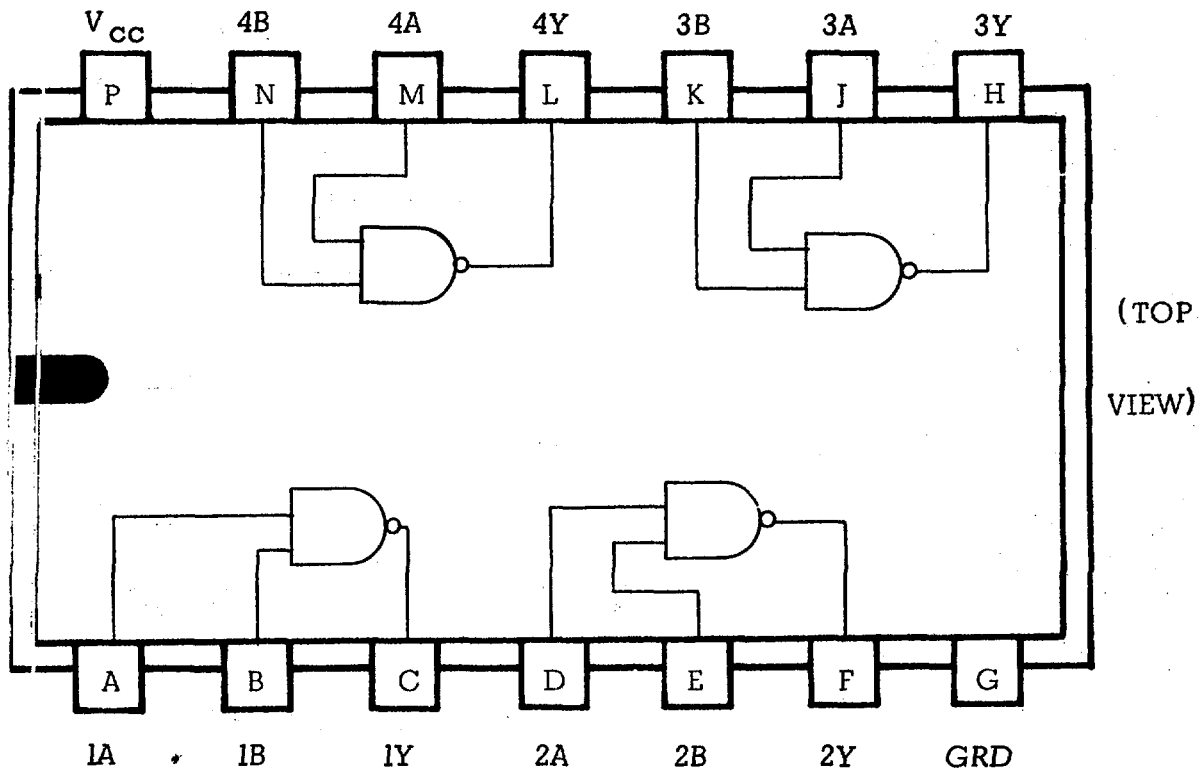 VCC 4B 4A 4Y 3B 3A 3Y
P N M L K J H
(TOP
VIEW)
A B C D E F G
1A 1B 1Y 2A 2B 2Y GRD